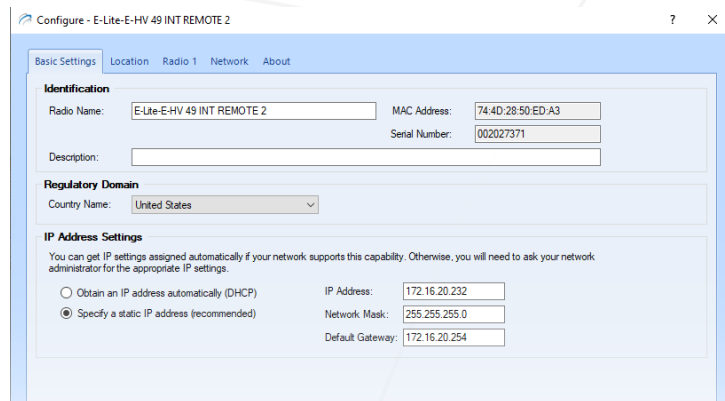 Configure - E-Lite-E-HV 49 INT REMOTE 2 ? X
Basic Settings Location Radio 1 Network About
Identification
Radio Name: E-Lite-E-HV 49 INT REMOTE 2 MAC Address: 74:4D:28:50:ED:A3
Serial Number: 002027371
Description:
Regulatory Domain
Country Name: United States
IP Address Settings
You can get IP settings assigned automatically if your network supports this capability. Otherwise, you will need to ask your network
administrator for the appropriate IP settings.
Obtain an IP address automatically (DHCP) IP Address: 172.16.20.232
Specify a static IP address (recommended) Network Mask: 255.255.255.0
Default Gateway: 172.16.20.254